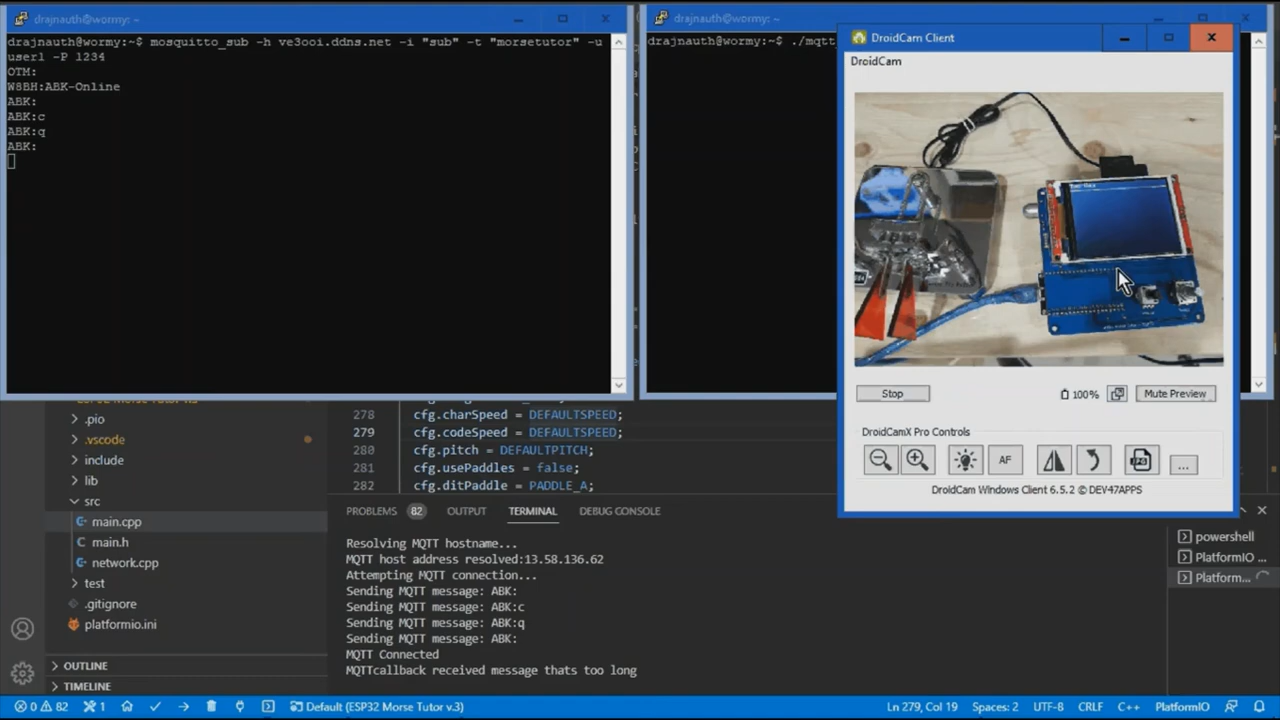 drajnauth@wormy: ~
drajnauth@wormy:~$ mosquitto_sub -h ve3ooi.ddns.net -i "sub" -t "morsetutor" -u
user1 -P 1234
OTM:
W8BH:ABK-Online
ABK:
ABK:c
ABK:q
ABK:
drajnauth@wormy: ~
drajnauth@wormy:~$ ./mqtt
DroidCam Client
DroidCam
Stop
100%
Mute Preview
DroidCamX Pro Controls
AF
JPG
...
DroidCam Windows Client 6.5.2 © DEV47APPS
ESP32 Morse Tutor v.3
.pio
.vscode
include
lib
src
main.cpp
main.h
network.cpp
test
.gitignore
platformio.ini
OUTLINE
TIMELINE
278 cfg.charSpeed = DEFAULTSPEED;
279 cfg.codeSpeed = DEFAULTSPEED;
280 cfg.pitch = DEFAULTPITCH;
281 cfg.usePaddles = false;
282 cfg.ditPaddle = PADDLE_A;
PROBLEMS 82 OUTPUT TERMINAL DEBUG CONSOLE
Resolving MQTT hostname...
MQTT host address resolved:13.58.136.62
Attempting MQTT connection...
Sending MQTT message: ABK:
Sending MQTT message: ABK:c
Sending MQTT message: ABK:q
Sending MQTT message: ABK:
MQTT Connected
MQTTcallback received message thats too long
powershell
PlatformIO ...
Platform...
0 82 1 Default (ESP32 Morse Tutor v.3) Ln 279, Col 19 Spaces: 2 UTF-8 CRLF C++ PlatformIO